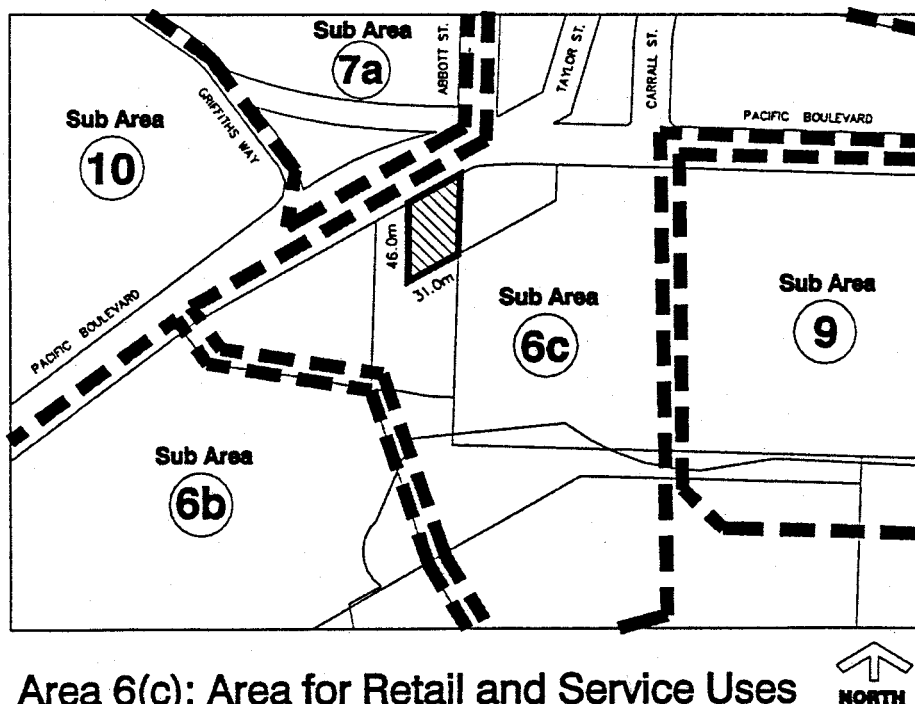 Sub Area
7a
ABBOTT ST.
TAYLOR ST.
CARRALL ST.
GRIFFITHS WAY
PACIFIC BOULEVARD
Sub Area
10
46.0m
31.0m
Sub Area
6c
Sub Area
9
PACIFIC BOULEVARD
Sub Area
6b
Area 6(c): Area for Retail and Service Uses
NORTH